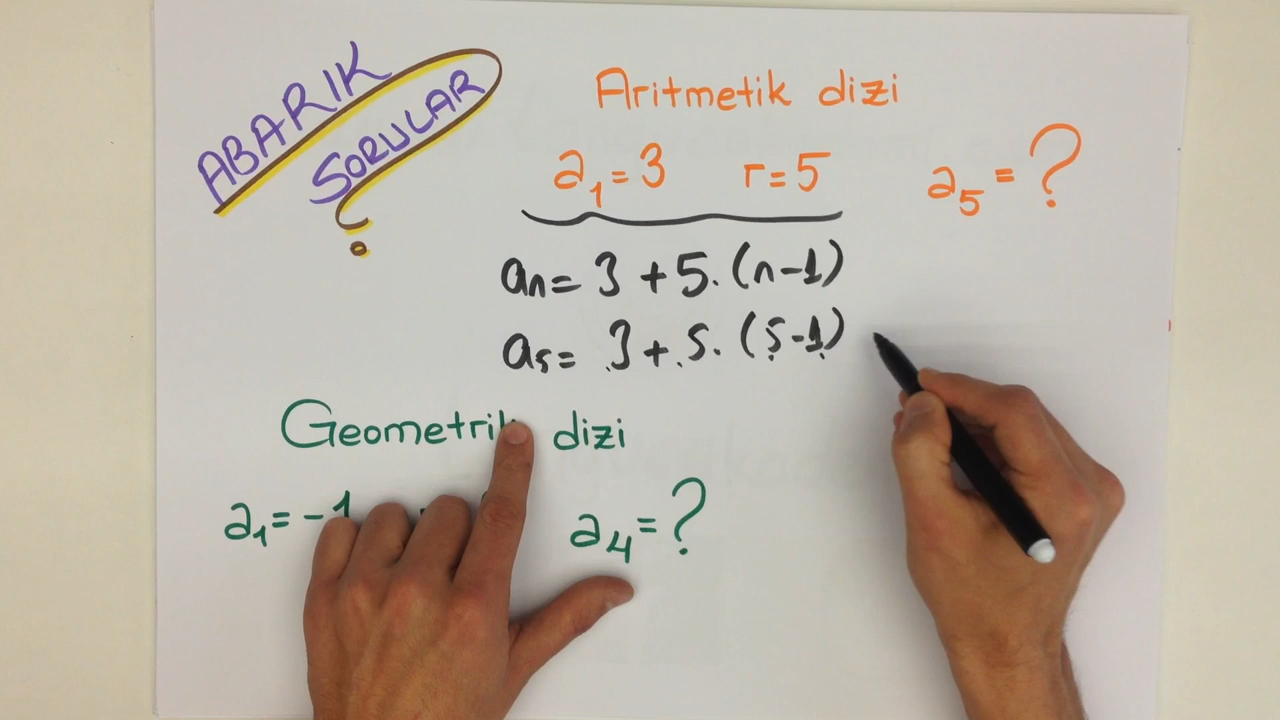 ABARIK
SORULAR
?
Aritmetik dizi
a₁=3 r=5 a₅=?
aₙ= 3 + 5. (n-1)
a₅= 3 + 5. (5-1)
Geometrik dizi
a₁=-1 a₄=?